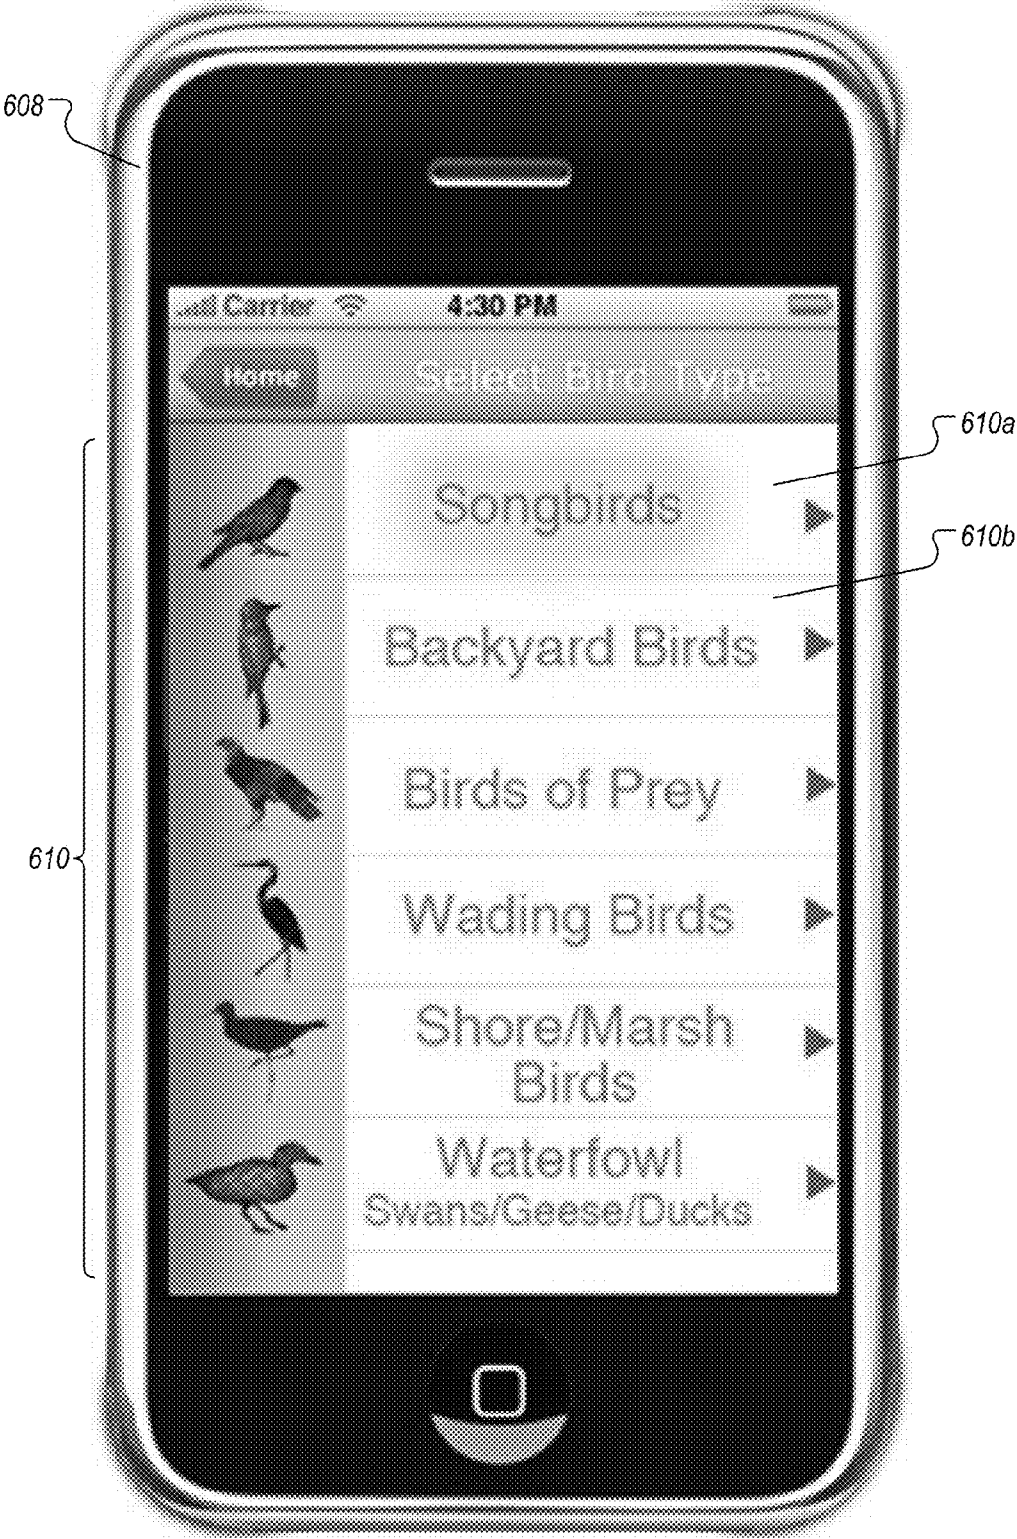 608
Carrier 4:30 PM
Home Select Bird Type
610a
Songbirds
610b
Backyard Birds
Birds of Prey
610
Wading Birds
Shore/Marsh
Birds
Waterfowl
Swans/Geese/Ducks